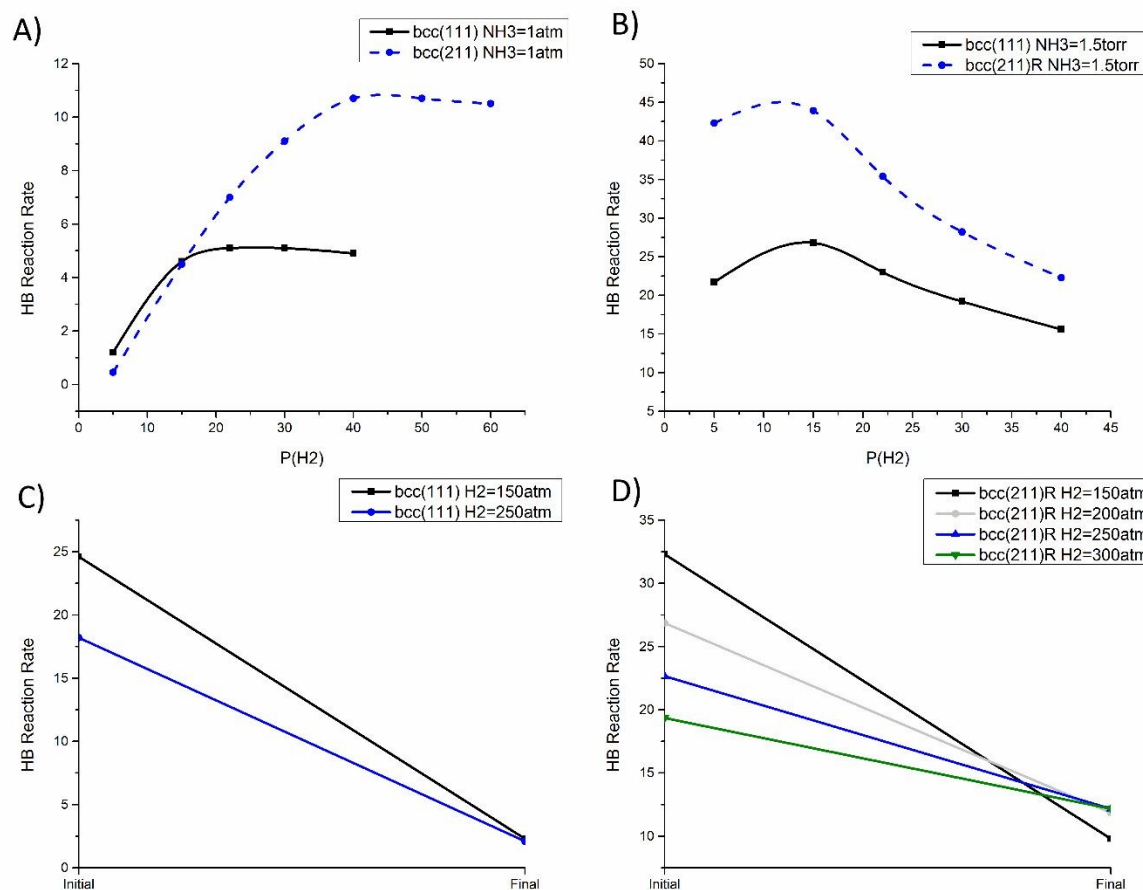 A)
bcc(111) NH3=1atm
bcc(211) NH3=1atm
HB Reaction Rate
12
10
8
6
4
2
0
0 10 20 30 40 50 60
P(H2)
B)
bcc(111) NH3=1.5torr
bcc(211)R NH3=1.5torr
HB Reaction Rate
50
45
40
35
30
25
20
15
10
5
0 5 10 15 20 25 30 35 40 45
P(H2)
C)
bcc(111) H2=150atm
bcc(111) H2=250atm
HB Reaction Rate
25
20
15
10
5
0
Initial Final
D)
bcc(211)R H2=150atm
bcc(211)R H2=200atm
bcc(211)R H2=250atm
bcc(211)R H2=300atm
HB Reaction Rate
35
30
25
20
15
10
Initial Final